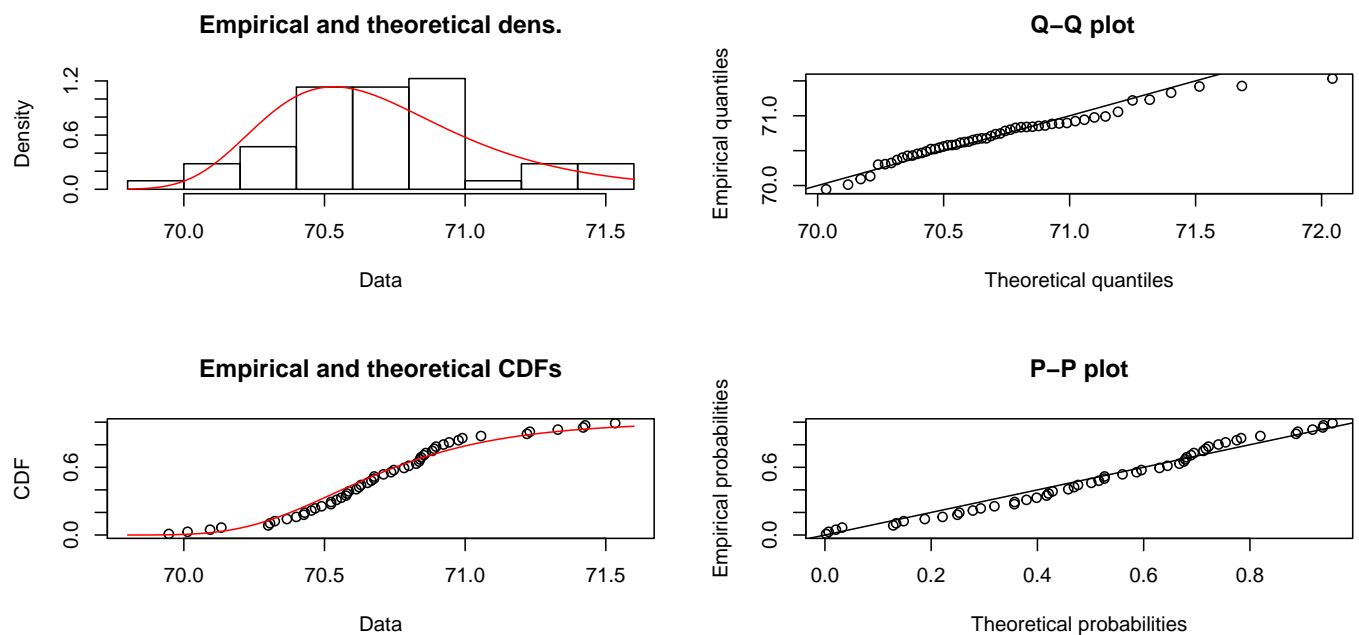 Empirical and theoretical dens.
Density
0.0 0.6 1.2
70.0 70.5 71.0 71.5
Data
Q−Q plot
Empirical quantiles
70.0 71.0
70.0 70.5 71.0 71.5 72.0
Theoretical quantiles
Empirical and theoretical CDFs
CDF
0.0 0.6
70.0 70.5 71.0 71.5
Data
P−P plot
Empirical probabilities
0.0 0.6
0.0 0.2 0.4 0.6 0.8
Theoretical probabilities